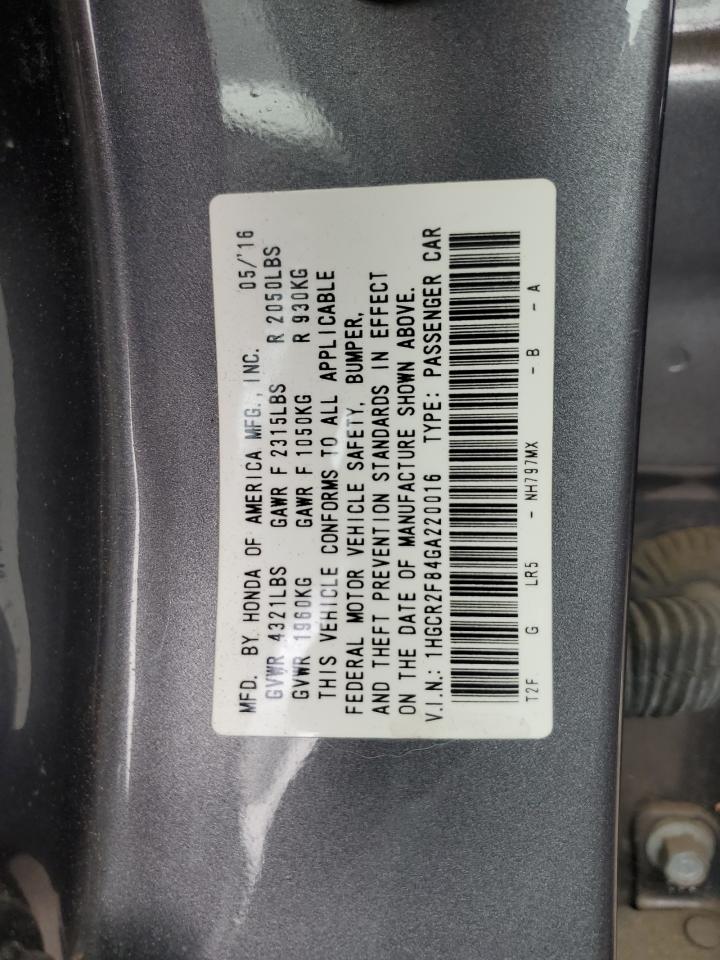 MFD. BY HONDA OF AMERICA MFG., INC. 05/'16
GVWR 4321LBS GAWR F 2315LBS R 2050LBS
GVWR 1960KG GAWR F 1050KG R 930KG
THIS VEHICLE CONFORMS TO ALL APPLICABLE
FEDERAL MOTOR VEHICLE SAFETY, BUMPER,
AND THEFT PREVENTION STANDARDS IN EFFECT
ON THE DATE OF MANUFACTURE SHOWN ABOVE.
V.I.N.: 1HGCR2F84GA220016 TYPE: PASSENGER CAR
T2F G LR5 - NH797MX - B - A